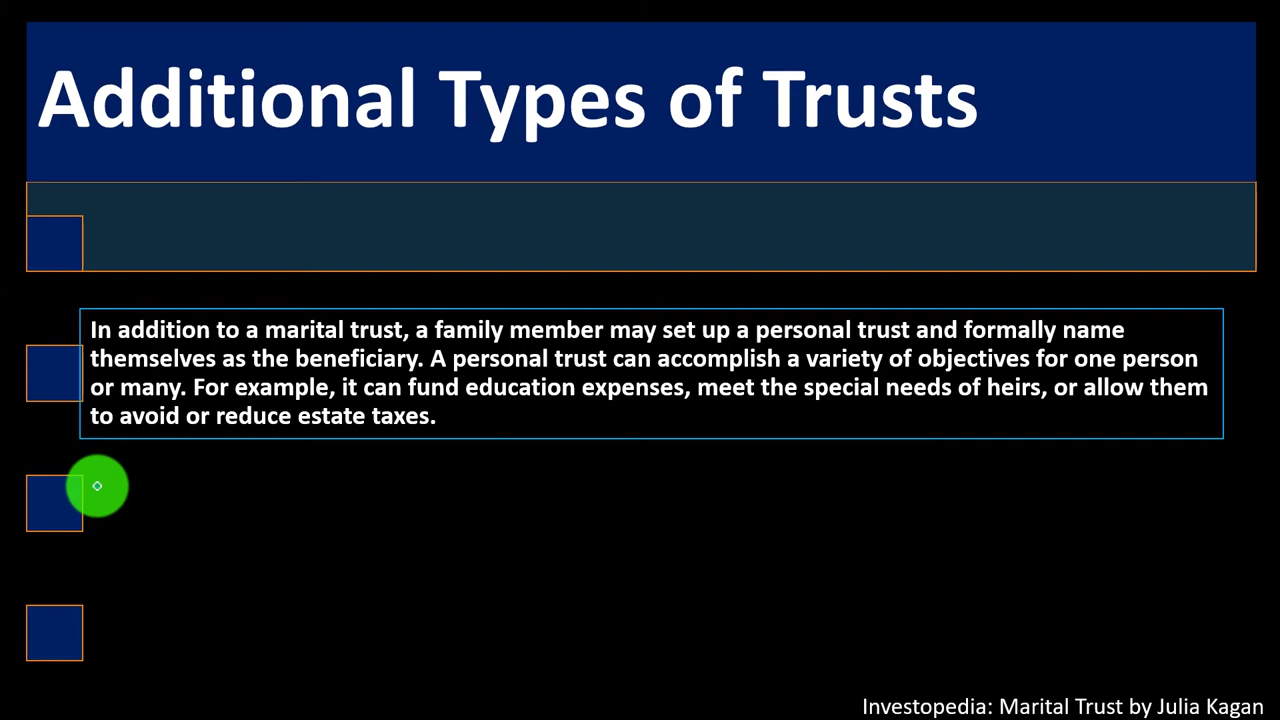 Additional Types of Trusts
In addition to a marital trust, a family member may set up a personal trust and formally name
themselves as the beneficiary. A personal trust can accomplish a variety of objectives for one person
or many. For example, it can fund education expenses, meet the special needs of heirs, or allow them
to avoid or reduce estate taxes.
Investopedia: Marital Trust by Julia Kagan